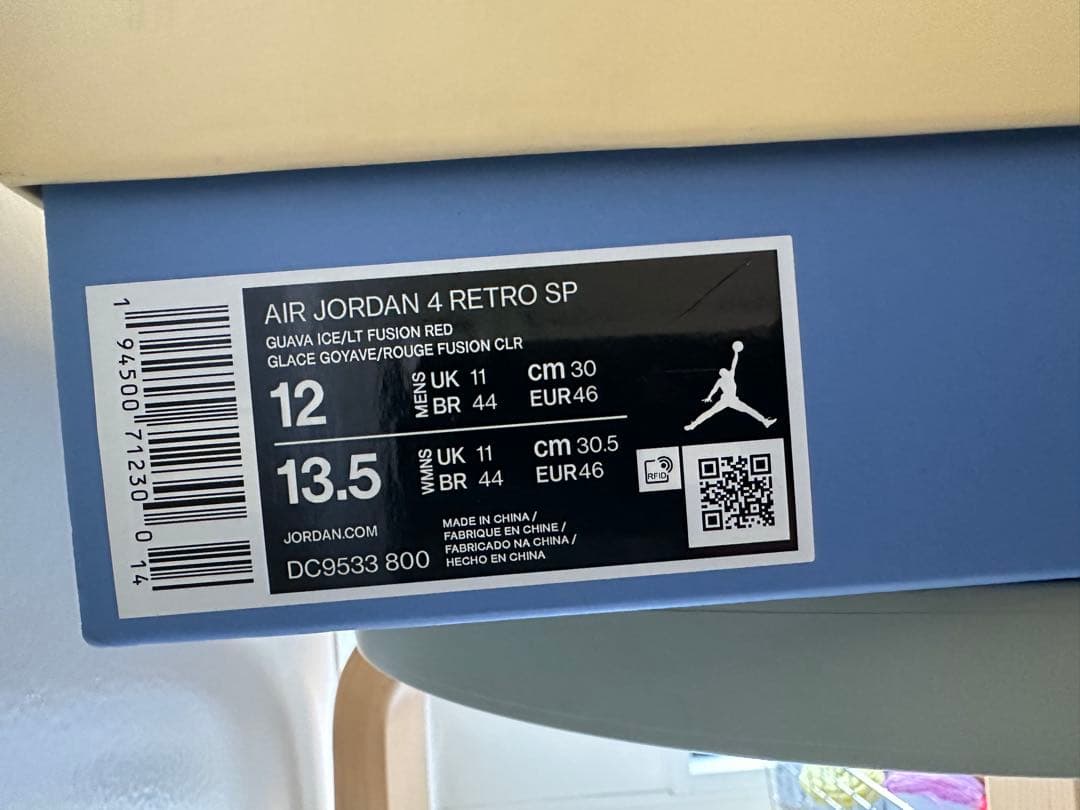 AIR JORDAN 4 RETRO SP
GUAVA ICE/LT FUSION RED
GLACE GOYAVE/ROUGE FUSION CLR
12 MENS UK 11 cm 30
BR 44 EUR46
13.5 WMNS UK 11 cm 30.5
BR 44 EUR46
RFID
JORDAN.COM
MADE IN CHINA /
FABRIQUE EN CHINE /
FABRICADO NA CHINA /
HECHO EN CHINA
DC9533 800
1 94500 71230 0 14